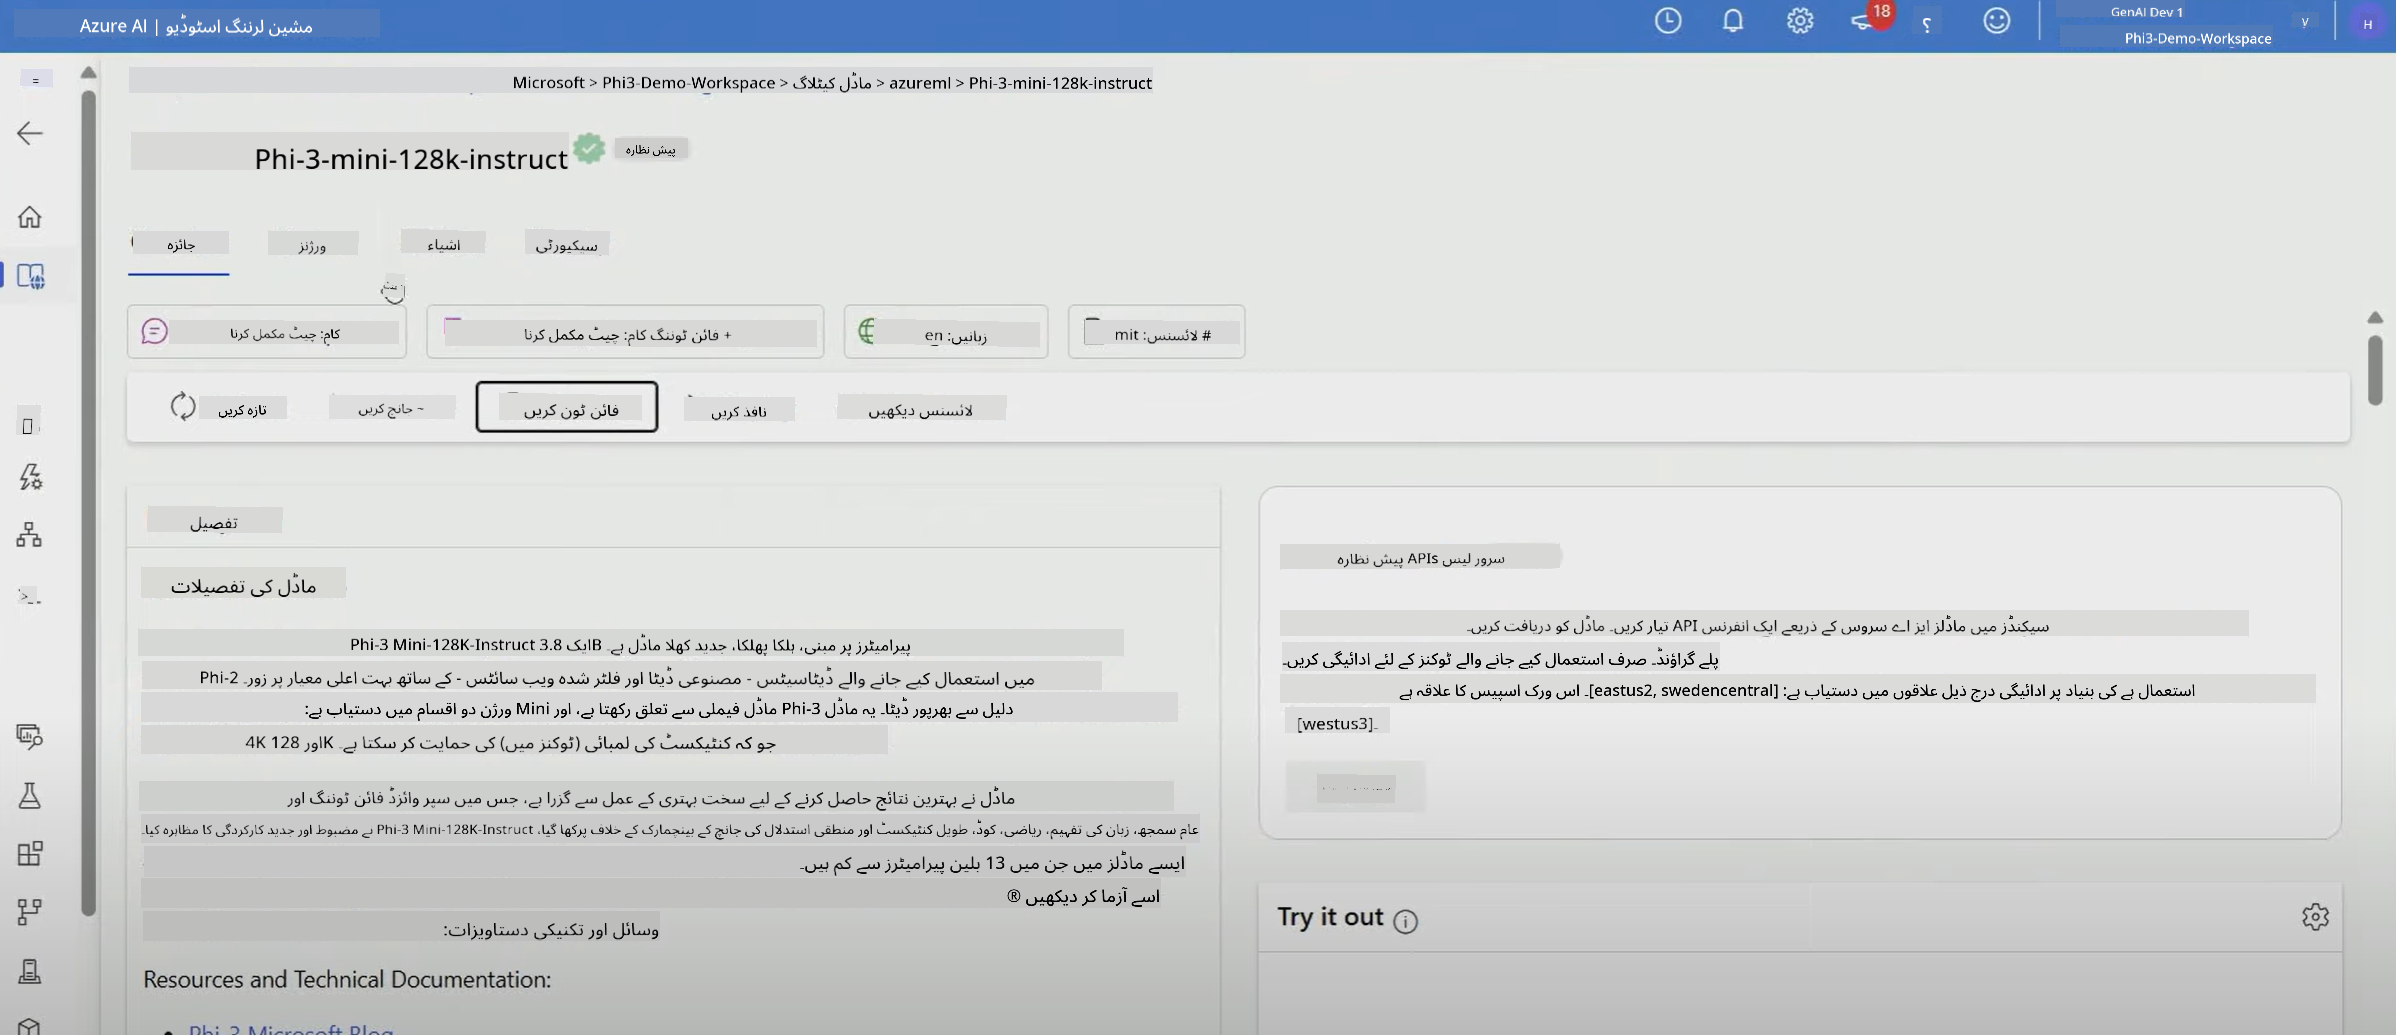 Azure AI | مشین لرننگ اسٹوڈیو
18
؟
GenAI Dev 1
Phi3-Demo-Workspace
H
Microsoft > Phi3-Demo-Workspace > ماڈل کیٹلاگ > azureml > Phi-3-mini-128k-instruct
Phi-3-mini-128k-instruct
پیش نظارہ
جائزہ
ورژنز
اشیاء
سیکیورٹی
کام: چیٹ مکمل کرنا
+ فائن ٹوننگ کام: چیٹ مکمل کرنا
زبانیں: en
# لائسنس: mit
تازہ کریں
~ جانچ کریں
فائن ٹون کریں
نافذ کریں
لائسنس دیکھیں
تفصیل
ماڈل کی تفصیلات
Phi-3 Mini-128K-Instruct 3.8 ایکB پیرامیٹرز پر مبنی، ہلکا پھلکا، جدید کھلا ماڈل ہے۔
Phi-2 میں استعمال کیے جانے والے ڈیٹاسیٹس - مصنوعی ڈیٹا اور فلٹر شدہ ویب سائٹس - کے ساتھ بہت اعلی معیار پر زور۔
دلیل سے بھرپور ڈیٹا۔ یہ ماڈل Phi-3 ماڈل فیملی سے تعلق رکھتا ہے، اور Mini ورژن دو اقسام میں دستیاب ہے:
4K اور 128K جو کہ کنٹیکسٹ کی لمبائی (ٹوکنز میں) کی حمایت کر سکتا ہے۔
ماڈل نے بہترین نتائج حاصل کرنے کے لیے سخت بہتری کے عمل سے گزرا ہے، جس میں سپر وائزڈ فائن ٹوننگ اور
عام سمجھ، زبان کی تفہیم، ریاضی، کوڈ، طویل کنٹیکسٹ اور منطقی استدلال کی جانچ کے بینچمارک کے خلاف پرکھا گیا، Phi-3 Mini-128K-Instruct نے مضبوط اور جدید کارکردگی کا مظاہرہ کیا۔
ایسے ماڈلز میں جن میں 13 بلین پیرامیٹرز سے کم ہیں۔
اسے آزما کر دیکھیں ®
وسائل اور تکنیکی دستاویزات:
Resources and Technical Documentation:
Phi-3 Microsoft Blog
سرور لیس APIs پیش نظارہ
سیکنڈز میں ماڈلز ایز اے سروس کے ذریعے ایک انفرنس API تیار کریں۔ ماڈل کو دریافت کریں۔
پلے گراؤنڈ۔ صرف استعمال کیے جانے والے ٹوکنز کے لئے ادائیگی کریں۔
استعمال ہے کی بنیاد پر ادائیگی درج ذیل علاقوں میں دستیاب ہے: [eastus2, swedencentral]۔ اس ورک اسپیس کا علاقہ ہے
[westus3]۔
Try it out